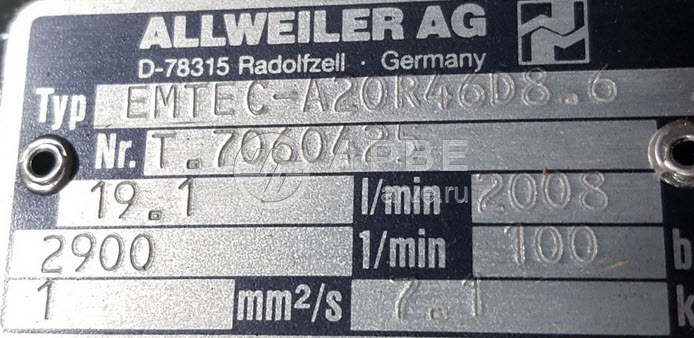 ALLWEILER AG
D-78315 Radolfzell · Germany
Typ EMTEC-A20R46D8.6
Nr. T.7060425
19.1 l/min 2008
2900 1/min 100 b
1 mm²/s 7.1 k